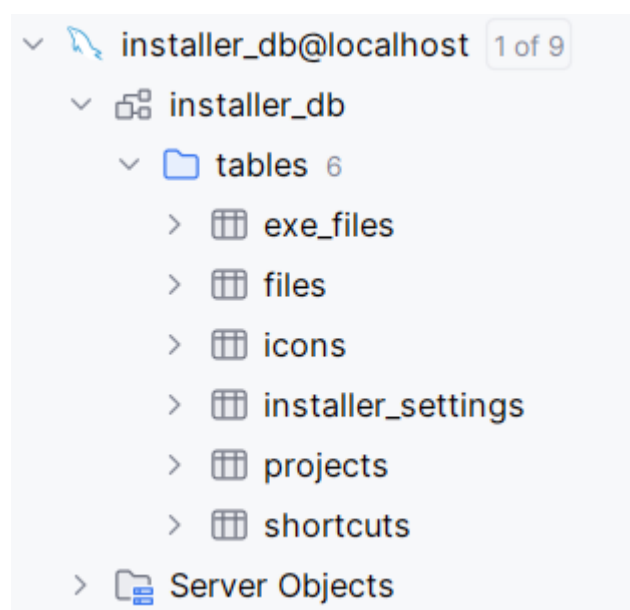 installer_db@localhost 1 of 9
installer_db
tables 6
exe_files
files
icons
installer_settings
projects
shortcuts
Server Objects